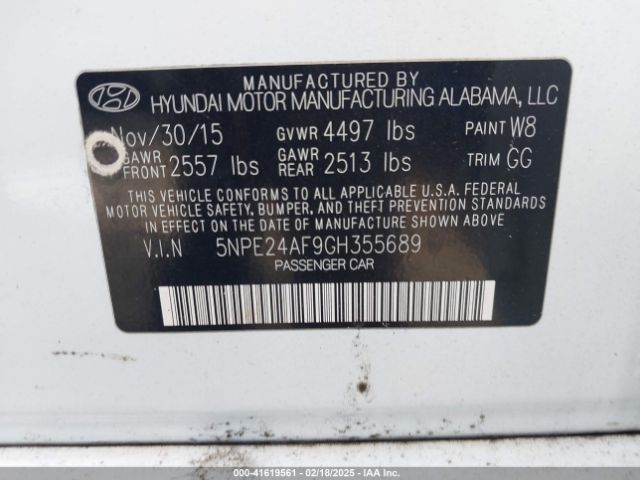 MANUFACTURED BY
HYUNDAI MOTOR MANUFACTURING ALABAMA, LLC
Nov/30/15 GVWR 4497 lbs PAINT W8
GAWR FRONT 2557 lbs GAWR REAR 2513 lbs TRIM GG
THIS VEHICLE CONFORMS TO ALL APPLICABLE U.S.A. FEDERAL
MOTOR VEHICLE SAFETY, BUMPER, AND THEFT PREVENTION
STANDARDS IN EFFECT ON THE DATE OF MANUFACTURE SHOWN ABOVE.
V.I.N 5NPE24AF9GH355689
PASSENGER CAR
000-41619561 - 02/18/2025 - IAA Inc.